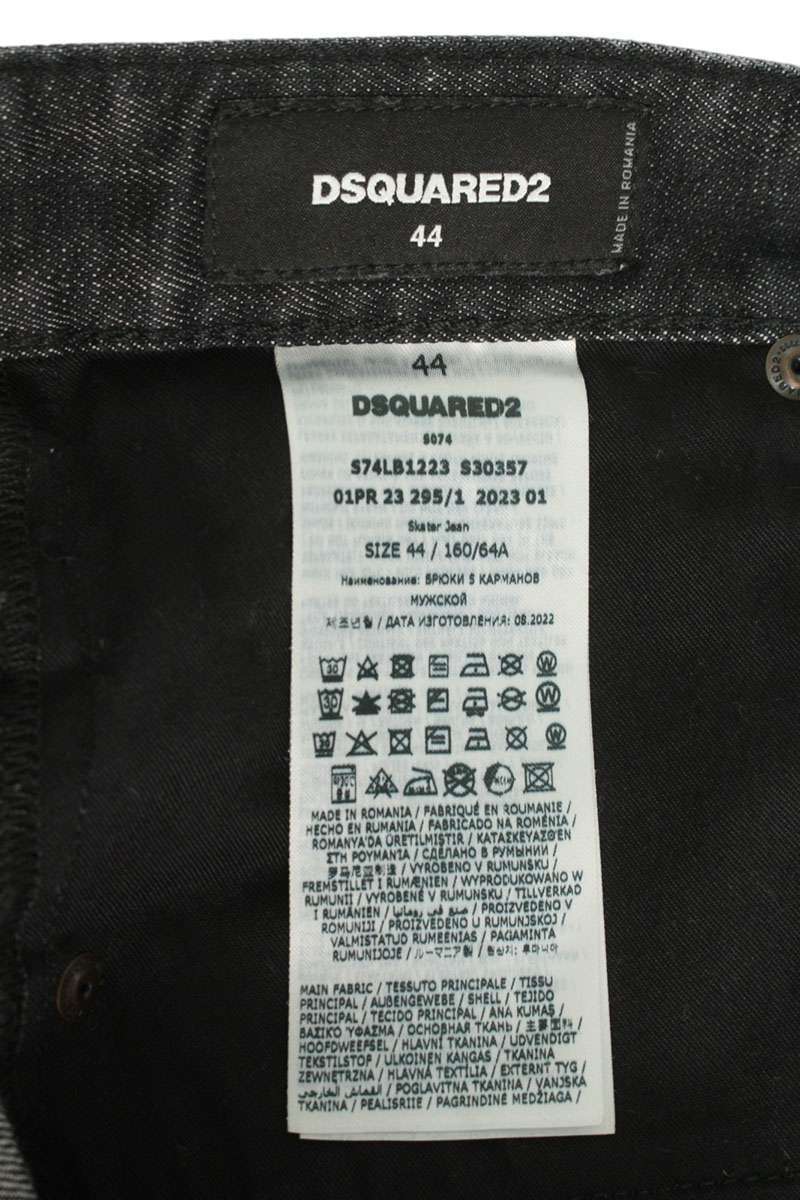 DSQUARED2
44
MADE IN ROMANIA
44
DSQUARED2
S074
S74LB1223 S30357
01PR 23 295/1 2023 01
Skater Jean
SIZE 44 / 160/64A
Наименование: БРЮКИ 5 КАРМАНОВ
МУЖСКОЙ
제조년월 / ДАТА ИЗГОТОВЛЕНИЯ: 08.2022
30
30
30
MADE IN ROMANIA / FABRIQUÉ EN ROUMANIE /
HECHO EN RUMANIA / FABRICADO NA ROMÉNIA /
ROMANYA'DA ÜRETILMISTIR / ΚΑΤΑΣΚΕΥΑΣΘΕΝ
ΣΤΗ ΡΟΥΜΑΝΙΑ / СДЕЛАНО В РУМЫНИИ /
罗马尼亚制造 / VYROBENO V RUMUNSKU /
FREMSTILLET I RUMÆNIEN / WYPRODUKOWANO W
RUMUNII / VYROBENÉ V RUMUNSKU / TILLVERKAD
I RUMÄNIEN / صنع في رومانيا / PROIZVEDENO V
ROMUNIJI / PROIZVEDENO U RUMUNJSKOJ /
VALMISTATUD RUMEENIAS / PAGAMINTA
RUMUNIJOJE / ルーマニア製 / 원산지: 루마니아
MAIN FABRIC / TESSUTO PRINCIPALE / TISSU
PRINCIPAL / AUßENGEWEBE / SHELL / TEJIDO
PRINCIPAL / TECIDO PRINCIPAL / ANA KUMAŞ /
ΒΑΣΙΚΟ ΎΦΑΣΜΑ / ОСНОВНАЯ ТКАНЬ / 主要面料 /
HOOFDWEEFSEL / HLAVNÍ TKANINA / UDVENDIGT
TEKSTILSTOF / ULKOINEN KANGAS / TKANINA
ZEWNĘTRZNA / HLAVNÁ TEXTÍLIA / EXTERNT TYG /
القماش الخارجي / POGLAVITNA TKANINA / VANJSKA
TKANINA / PEALISRIIE / PAGRINDINĖ MEDŽIAGA /